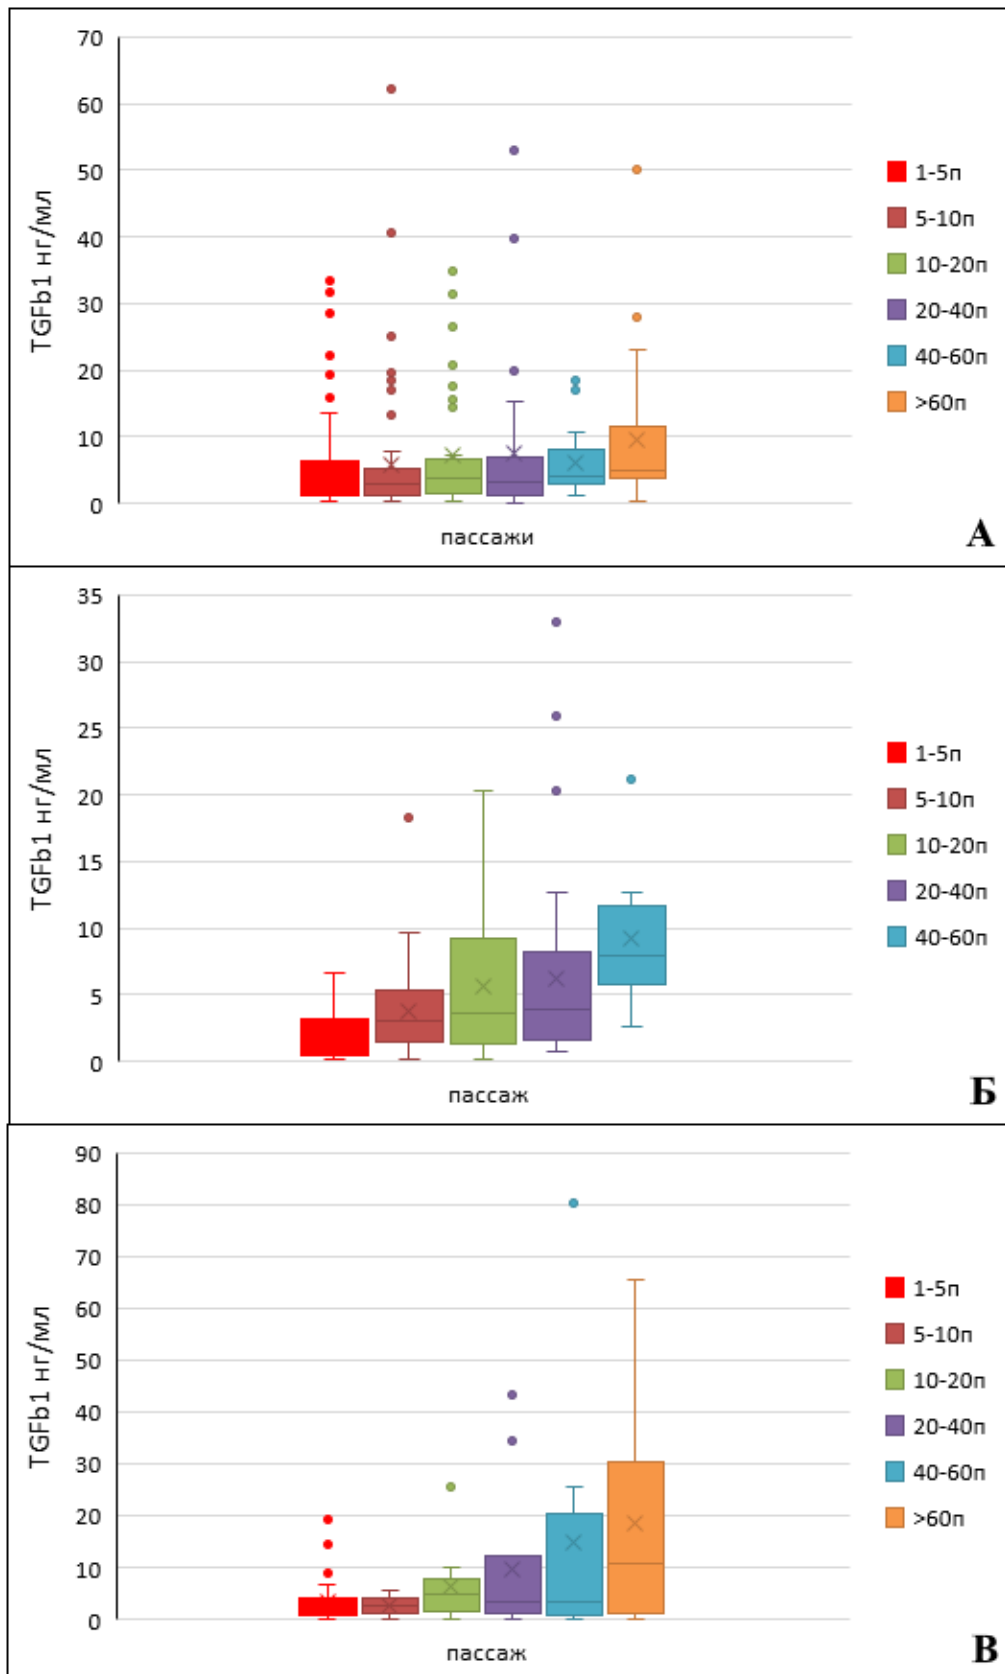 70
60
50
40
30
20
10
0
TGFb1 нг/мл
пассажи
1-5п
5-10п
10-20п
20-40п
40-60п
>60п
А
35
30
25
20
15
10
5
0
TGFb1 нг/мл
пассаж
1-5п
5-10п
10-20п
20-40п
40-60п
Б
90
80
70
60
50
40
30
20
10
0
TGFb1 нг/мл
пассаж
1-5п
5-10п
10-20п
20-40п
40-60п
>60п
В